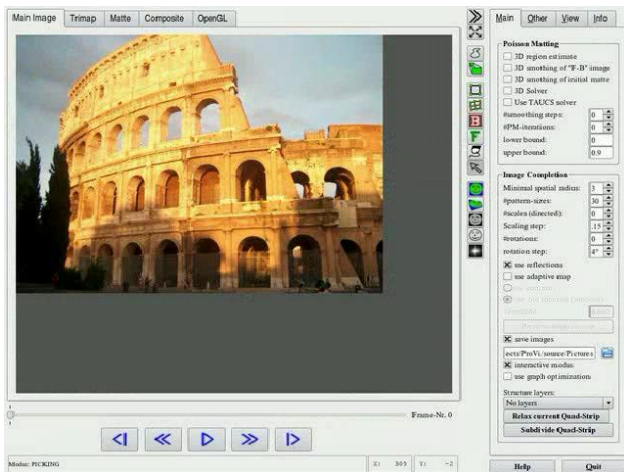 Main Image Trimap Matte Composite OpenGL
Main Other View Info
Poisson Matting
3D region estimate
3D smothing of "F-B" image
3D smothing of initial matte
3D Solver
Use TAUCS solver
#smoothing steps: 0
#PM-iterations: 0
lower bound: 0
upper bound: 0.9
Image Completion
Minimal spatial radius: 3
#pattern-sizes: 30
#scales (directed): 0
Scaling step: .15
#rotations: 0
rotation step: 4°
use reflections
use adaptive map
save images
ects/ProVi/source/Pictures
interactive modus
use graph optimization
Structure layers:
No layers
Relax current Quad-Strip
Subdivide Quad-Strip
B
F
Frame-Nr. 0
Modus: PICKING X: 303 Y: -2
Help Quit